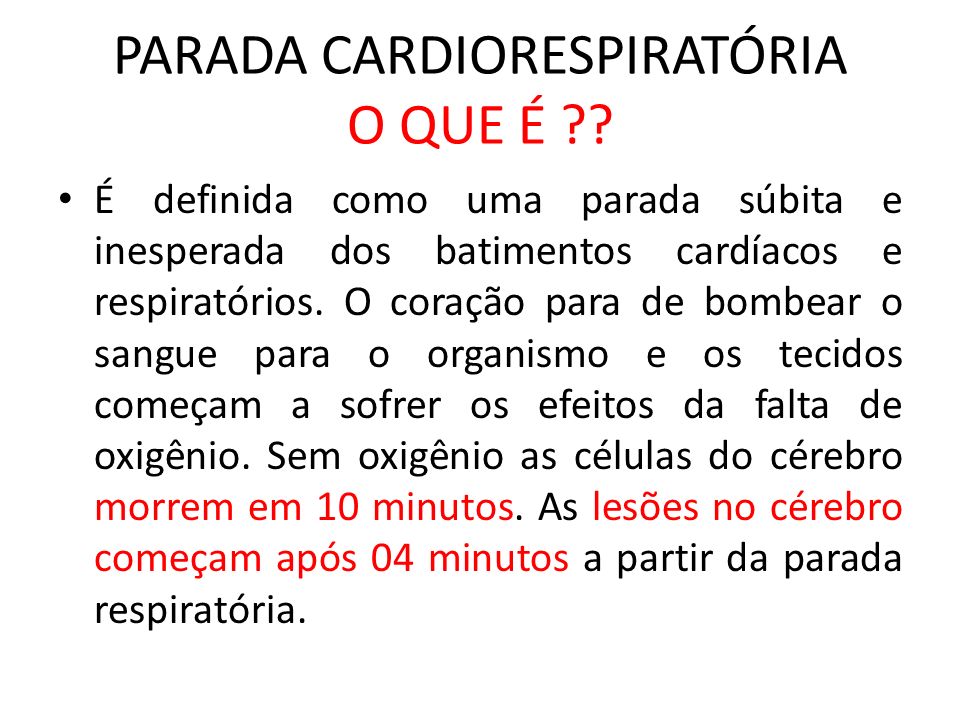 PARADA CARDIORESPIRATÓRIA
O QUE É ??
• É definida como uma parada súbita e
inesperada dos batimentos cardíacos e
respiratórios. O coração para de bombear o
sangue para o organismo e os tecidos
começam a sofrer os efeitos da falta de
oxigênio. Sem oxigênio as células do cérebro
morrem em 10 minutos. As lesões no cérebro
começam após 04 minutos a partir da parada
respiratória.